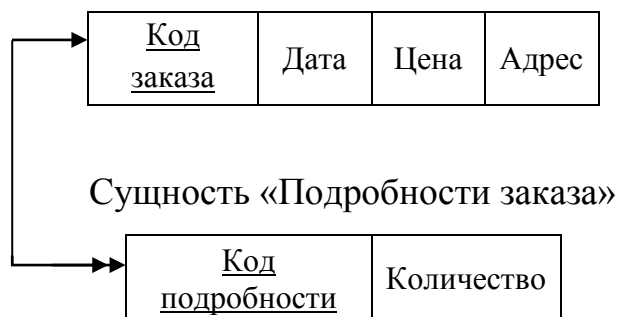 Код
заказа
Дата
Цена
Адрес
Сущность «Подробности заказа»
Код
подробности
Количество